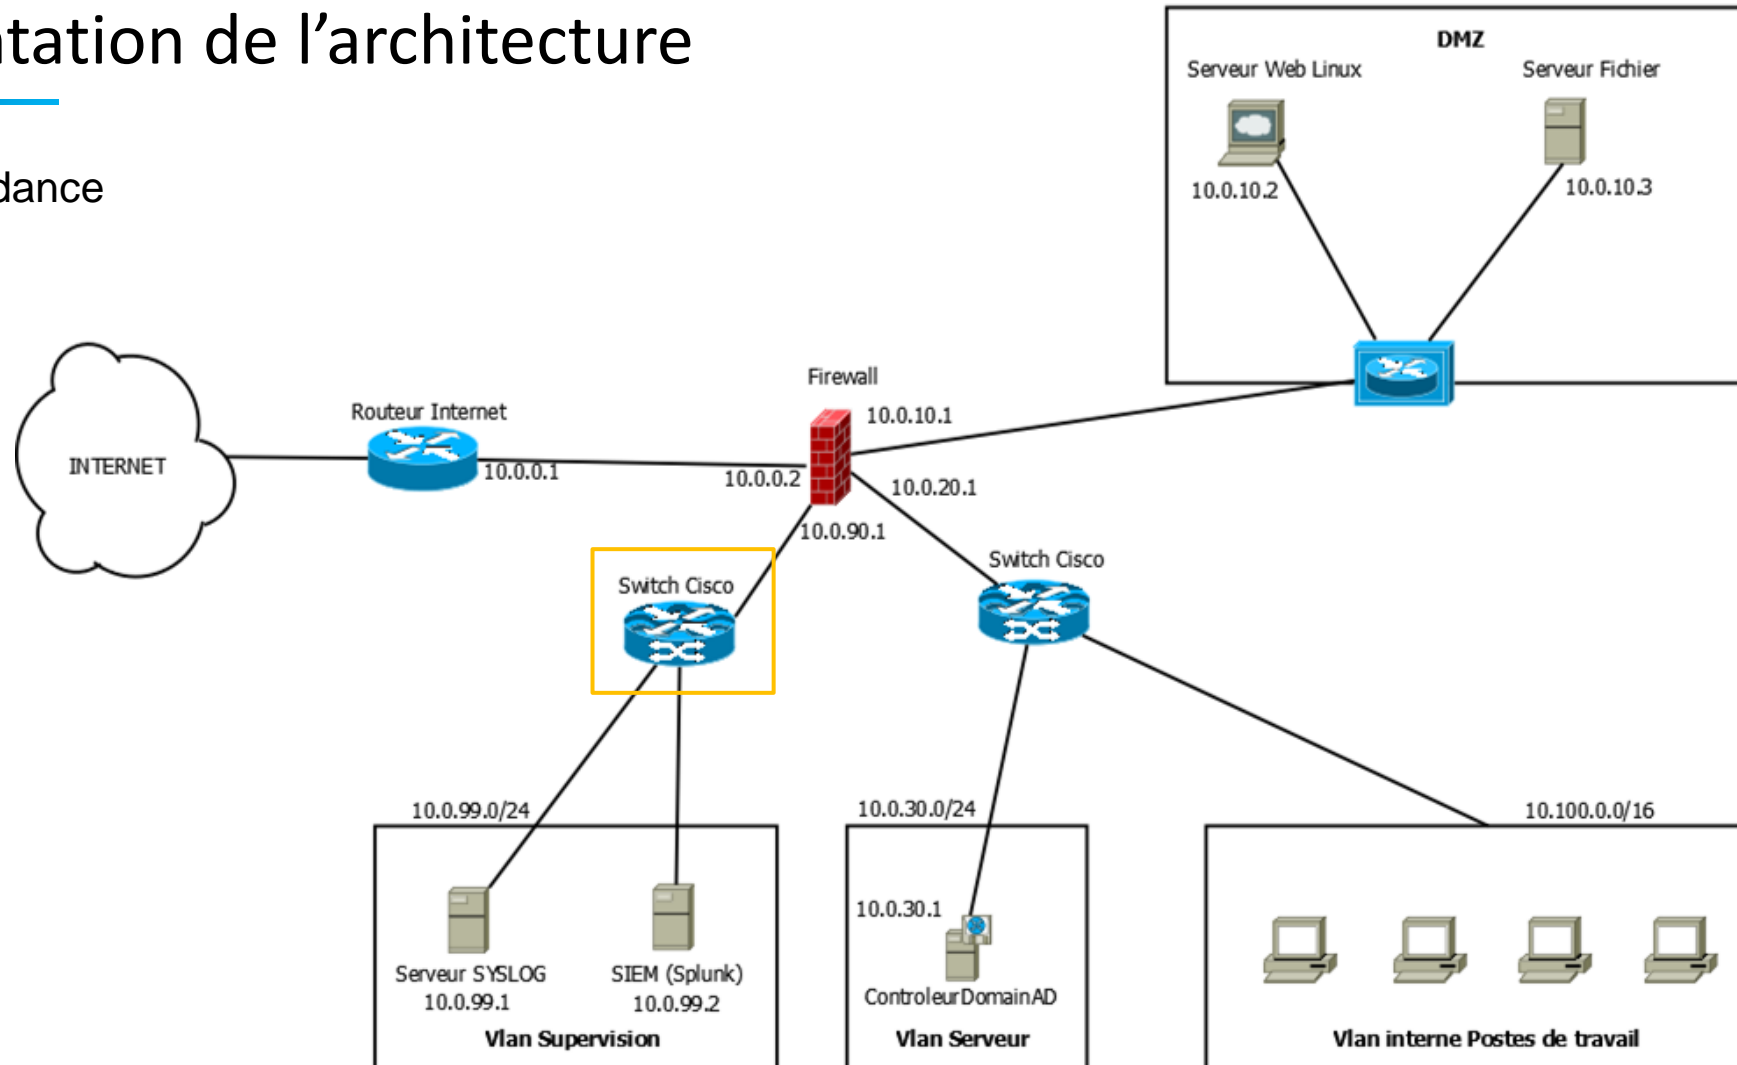 tation de l’architecture
dance
DMZ
Serveur Web Linux
Serveur Fichier
10.0.10.2
10.0.10.3
Firewall
10.0.10.1
Routeur Internet
INTERNET
10.0.0.1
10.0.0.2
10.0.20.1
10.0.90.1
Switch Cisco
Switch Cisco
10.0.99.0/24
10.0.30.0/24
10.100.0.0/16
10.0.30.1
Serveur SYSLOG
10.0.99.1
SIEM (Splunk)
10.0.99.2
ControleurDomainAD
Vlan Supervision
Vlan Serveur
Vlan interne Postes de travail